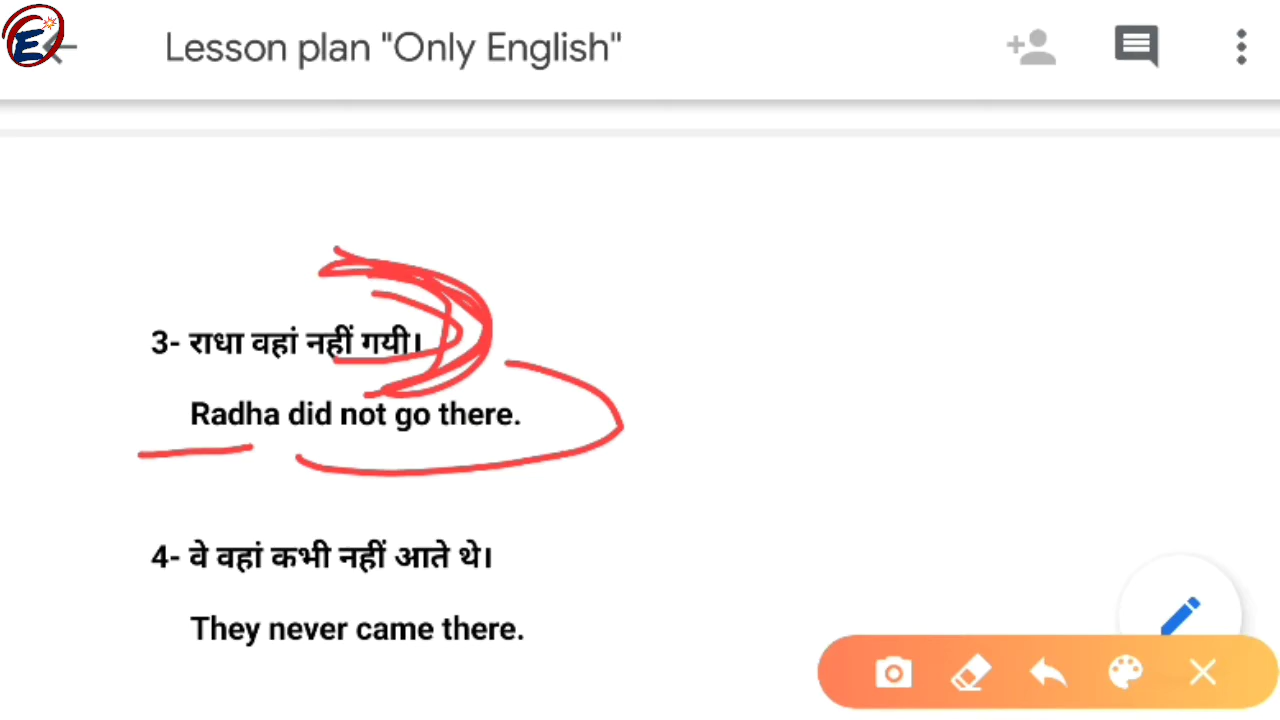 E
Lesson plan "Only English"
3- राधा वहां नहीं गयी।
Radha did not go there.
4- वे वहां कभी नहीं आते थे।
They never came there.